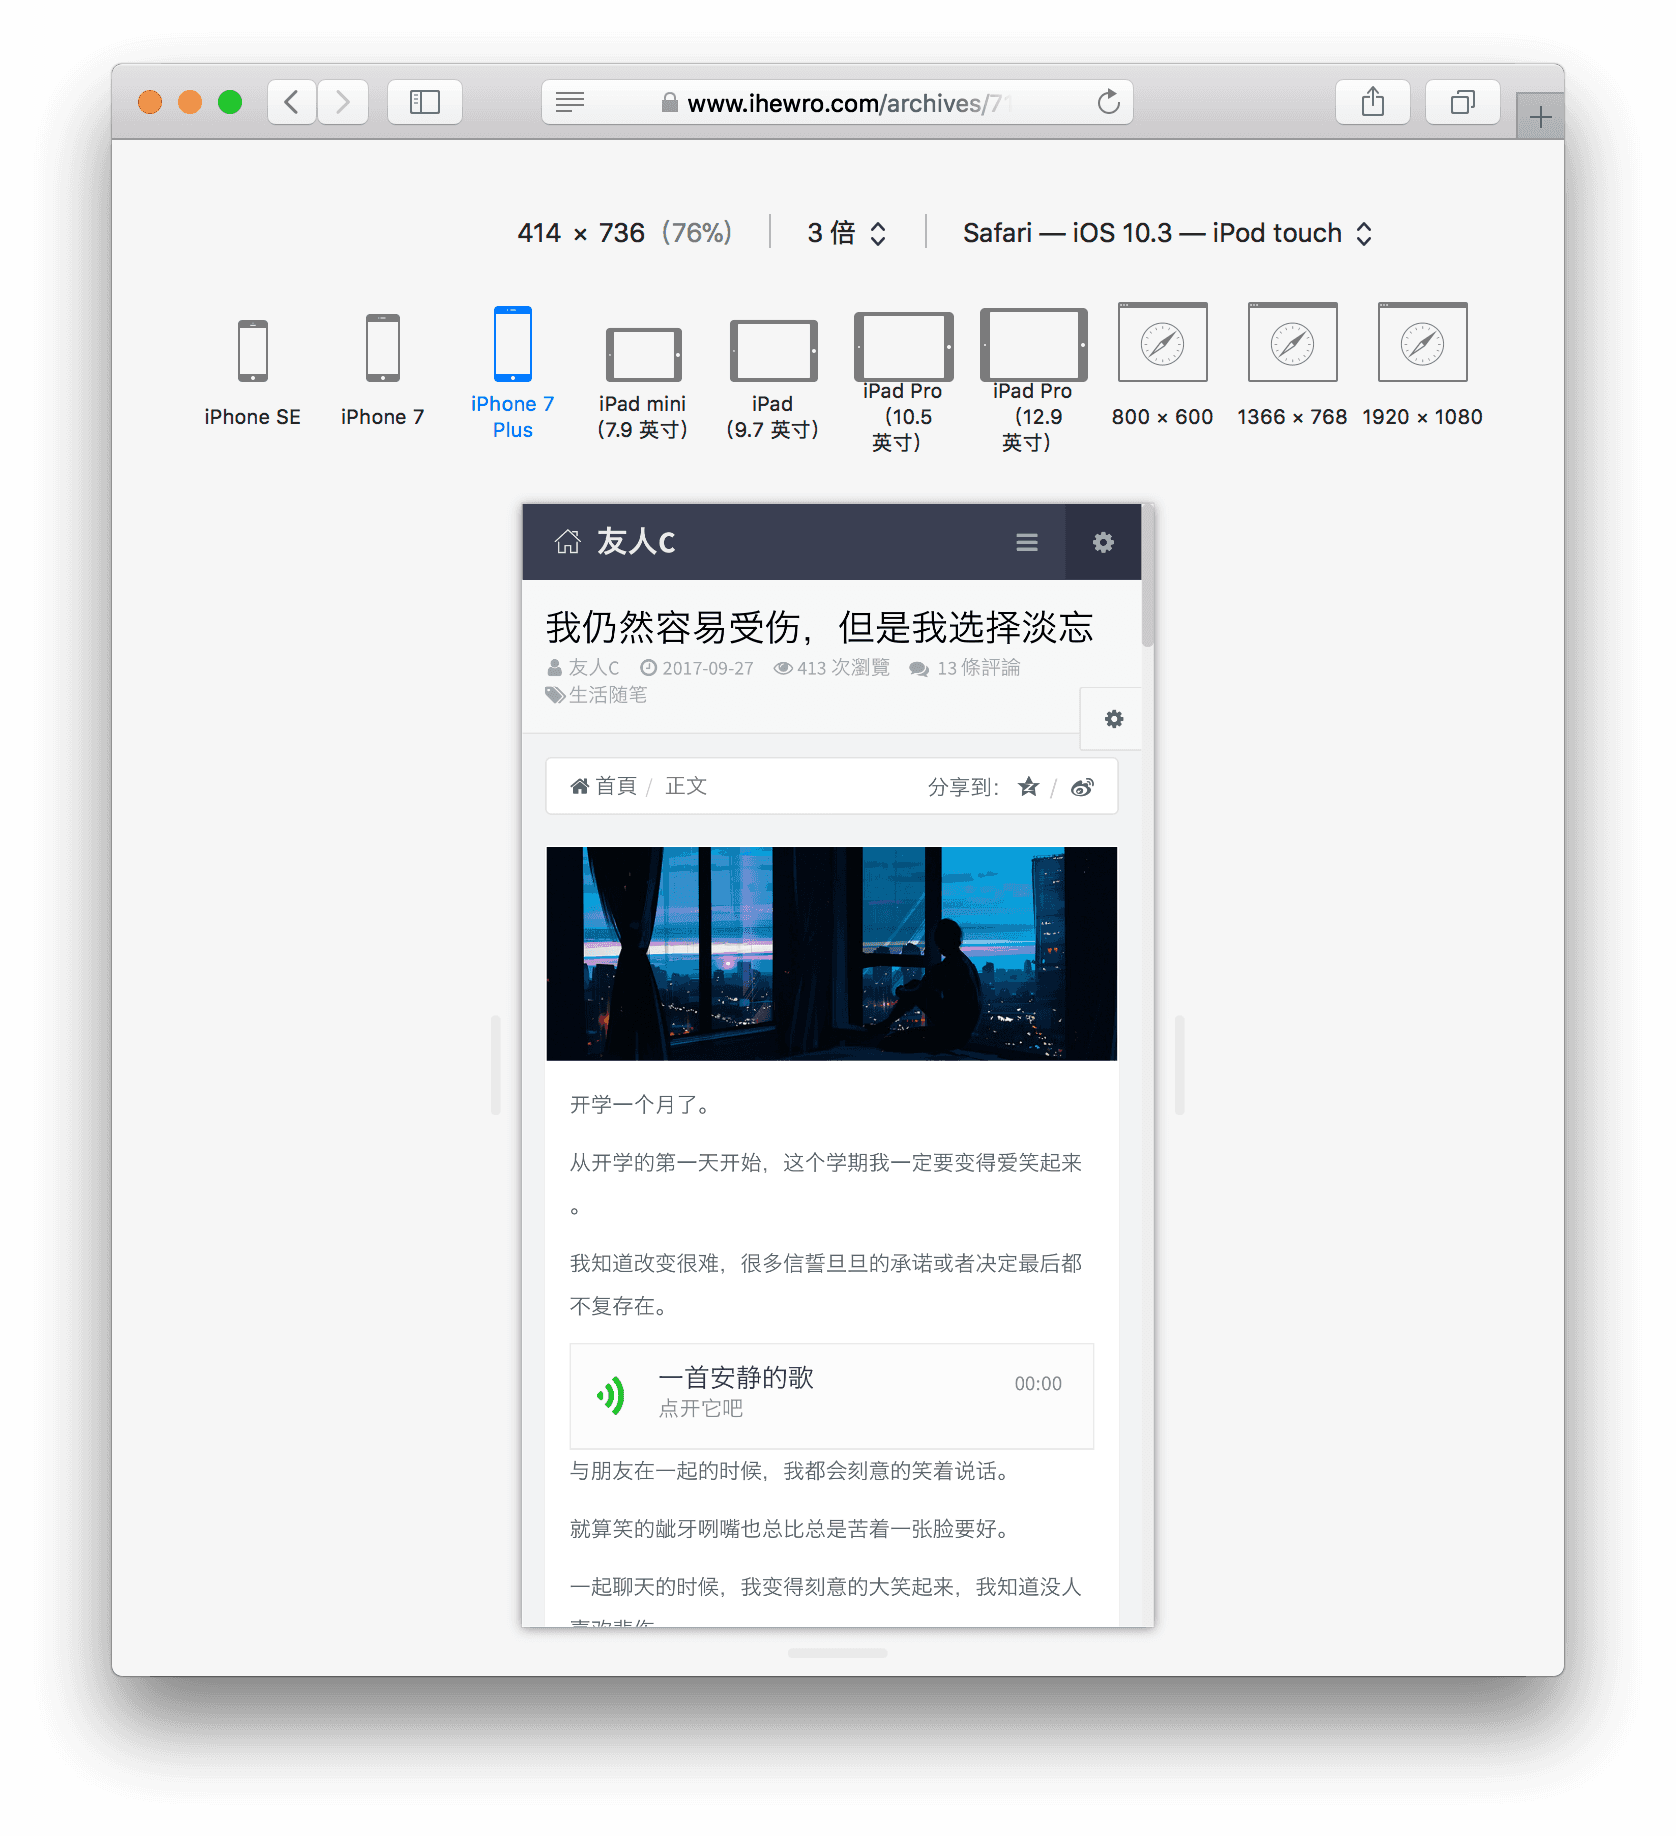 www.ihewro.com/archives/71
414 × 736 (76%) 3 倍 Safari — iOS 10.3 — iPod touch
iPhone SE
iPhone 7
iPhone 7
Plus
iPad mini
(7.9 英寸)
iPad
(9.7 英寸)
iPad Pro
(10.5
英寸)
iPad Pro
(12.9
英寸)
800 × 600
1366 × 768
1920 × 1080
友人C
我仍然容易受伤，但是我选择淡忘
友人C 2017-09-27 413 次瀏覽 13 條評論
生活随笔
首頁 / 正文 分享到： /
开学一个月了。
从开学的第一天开始，这个学期我一定要变得爱笑起来
。
我知道改变很难，很多信誓旦旦的承诺或者决定最后都
不复存在。
一首安静的歌 00:00
点开它吧
与朋友在一起的时候，我都会刻意的笑着说话。
就算笑的龇牙咧嘴也总比总是苦着一张脸要好。
一起聊天的时候，我变得刻意的大笑起来，我知道没人